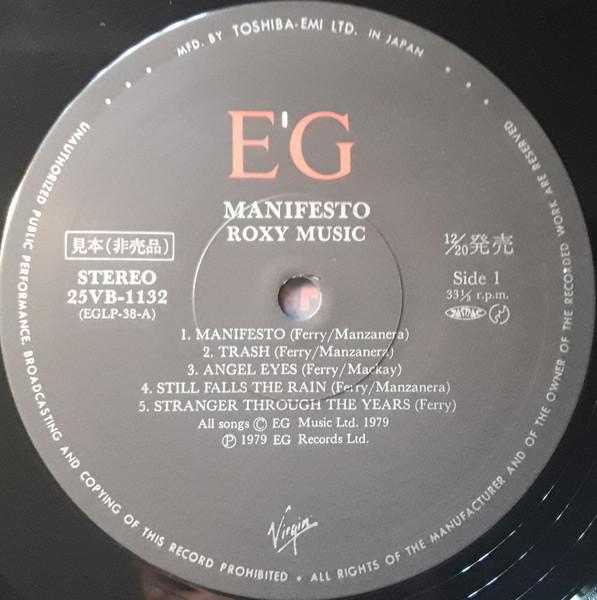 MFD. BY TOSHIBA-EMI LTD. IN JAPAN
E'G
MANIFESTO
ROXY MUSIC
見本(非売品)
STEREO
25VB-1132
(EGLP-38-A)
12/20発売
Side 1
33⅓ r.p.m.
JASRAC
1. MANIFESTO (Ferry/Manzanera)
2. TRASH (Ferry/Manzanera)
3. ANGEL EYES (Ferry/Mackay)
4. STILL FALLS THE RAIN (Ferry/Manzanera)
5. STRANGER THROUGH THE YEARS (Ferry)
All songs Ⓒ EG Music Ltd. 1979
Ⓟ 1979 EG Records Ltd.
Virgin
UNAUTHORIZED PUBLIC PERFORMANCE, BROADCASTING AND COPYING OF THIS RECORD PROHIBITED • ALL RIGHTS OF THE MANUFACTURER AND OF THE OWNER OF THE RECORDED WORK ARE RESERVED